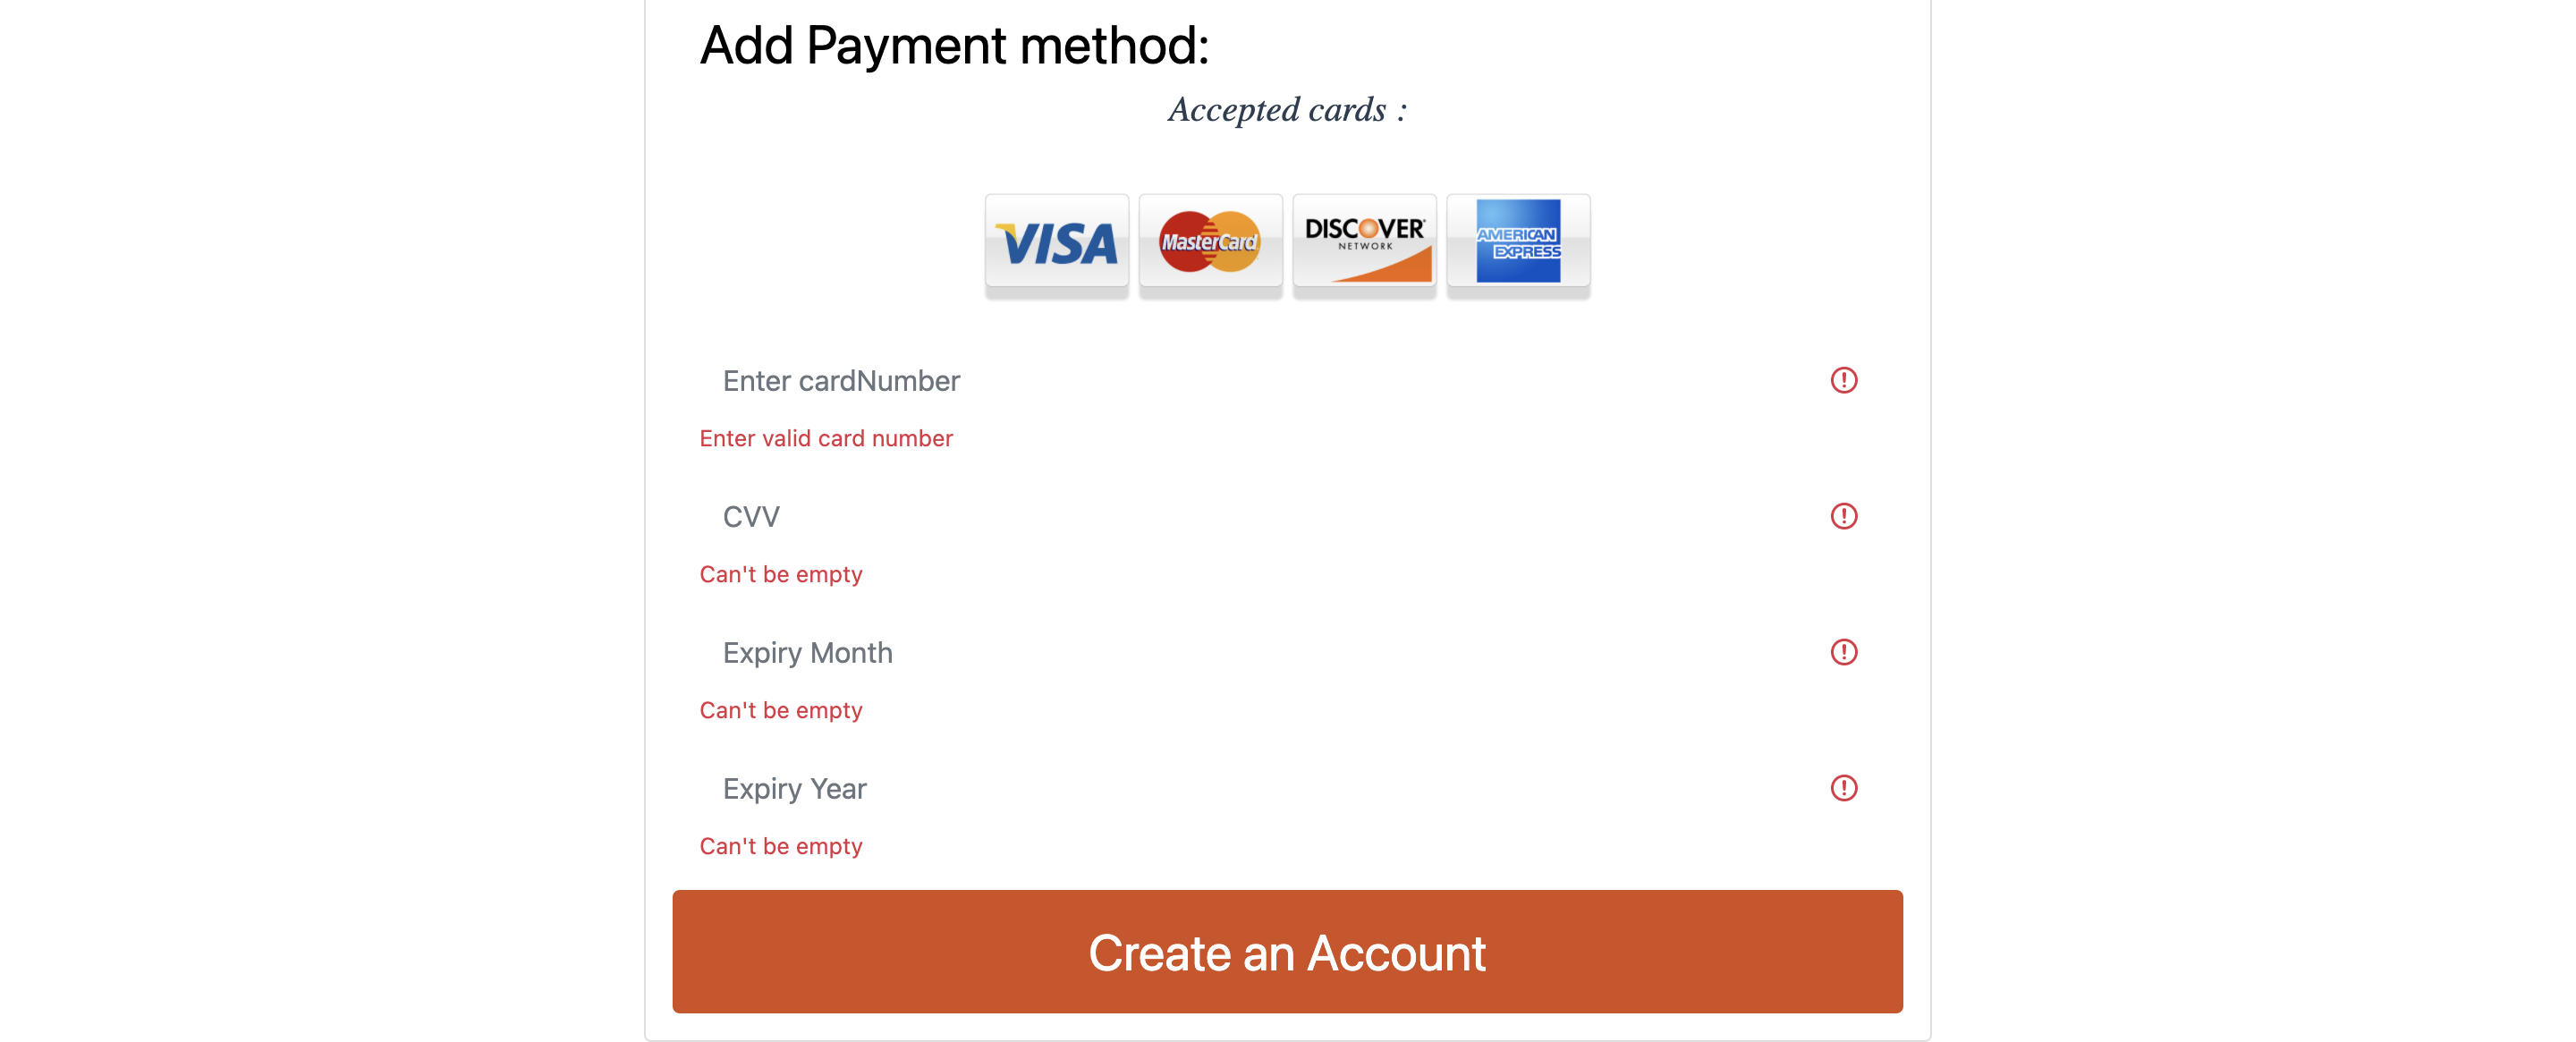 Add Payment method:
Accepted cards :
VISA MasterCard DISCOVER AMERICAN
NETWORK EXPRESS
Enter cardNumber
Enter valid card number
CVV
Can't be empty
Expiry Month
Can't be empty
Expiry Year
Can't be empty
Create an Account